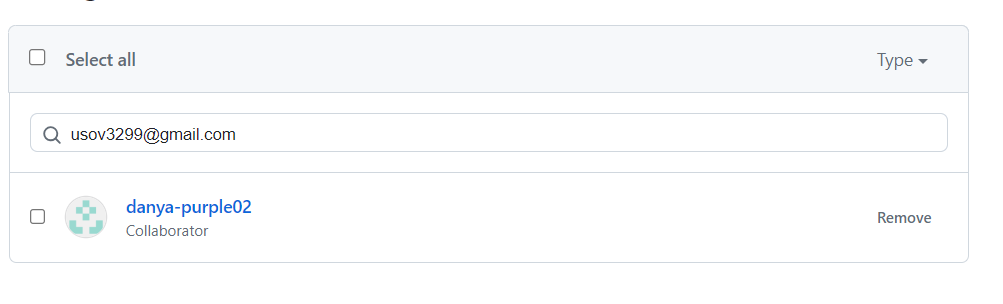 Select all
Type
usov3299@gmail.com
danya-purple02
Collaborator
Remove